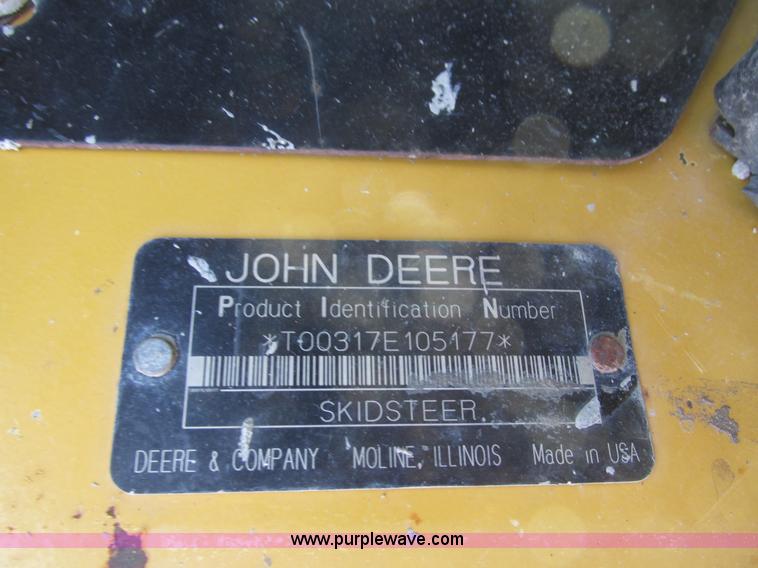 JOHN DEERE
Product Identification Number
*T00317E105177*
SKIDSTEER
DEERE & COMPANY MOLINE, ILLINOIS Made in USA
www.purplewave.com